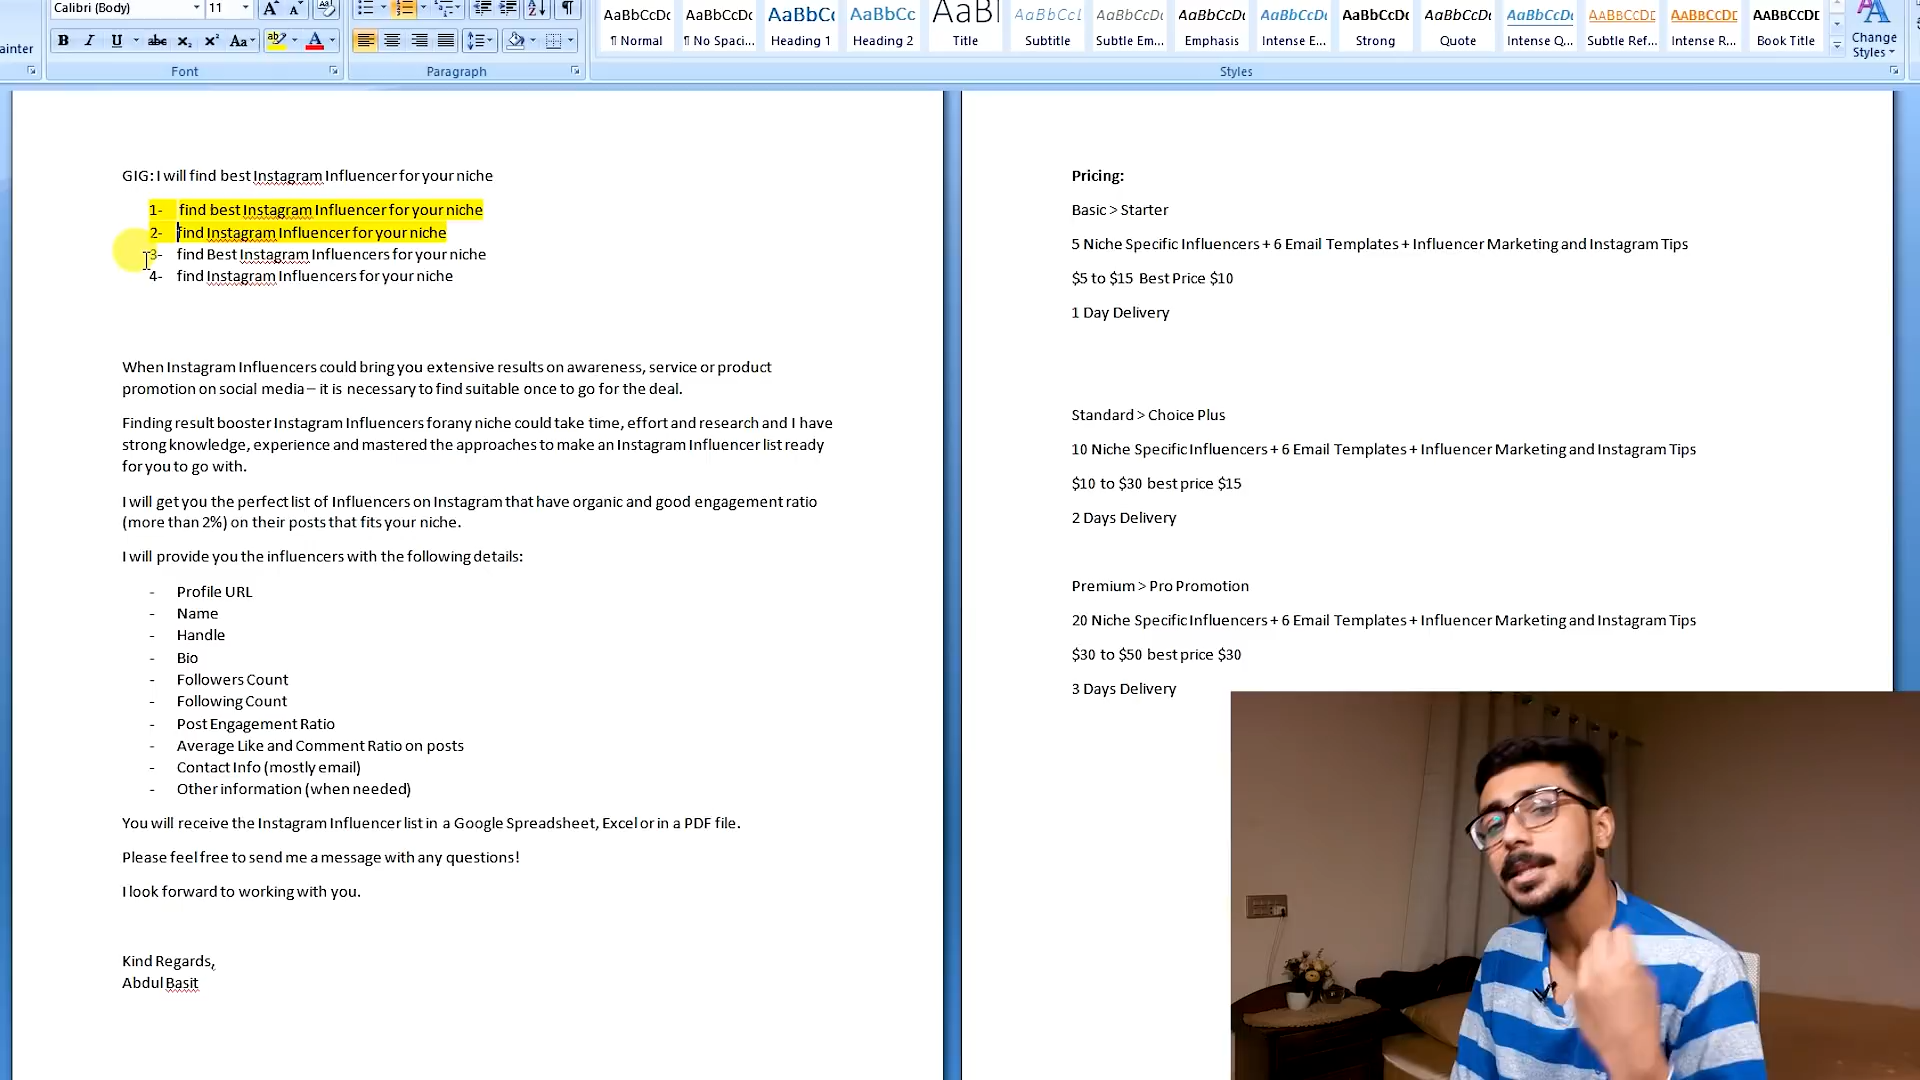 Calibri (Body) 11
ainter
Font
Paragraph
Styles
AaBbCcDc AaBbCcDc AaBbC( AaBbCc AaBl AaBbCcL AaBbCcDc AaBbCcDc AaBbCcDc AaBbCcDc AaBbCcDc AaBbCcDc AABBCCDE AABBCCDE AABBCCDE
¶ Normal ¶ No Spaci... Heading 1 Heading 2 Title Subtitle Subtle Em... Emphasis Intense E... Strong Quote Intense Q... Subtle Ref... Intense R... Book Title
Change
Styles
GIG: I will find best Instagram Influencer for your niche
1- find best Instagram Influencer for your niche
2- find Instagram Influencer for your niche
3- find Best Instagram Influencers for your niche
4- find Instagram Influencers for your niche
When Instagram Influencers could bring you extensive results on awareness, service or product
promotion on social media – it is necessary to find suitable once to go for the deal.
Finding result booster Instagram Influencers forany niche could take time, effort and research and I have
strong knowledge, experience and mastered the approaches to make an Instagram Influencer list ready
for you to go with.
I will get you the perfect list of Influencers on Instagram that have organic and good engagement ratio
(more than 2%) on their posts that fits your niche.
I will provide you the influencers with the following details:
- Profile URL
- Name
- Handle
- Bio
- Followers Count
- Following Count
- Post Engagement Ratio
- Average Like and Comment Ratio on posts
- Contact Info (mostly email)
- Other information (when needed)
You will receive the Instagram Influencer list in a Google Spreadsheet, Excel or in a PDF file.
Please feel free to send me a message with any questions!
I look forward to working with you.
Kind Regards,
Abdul Basit
Pricing:
Basic > Starter
5 Niche Specific Influencers + 6 Email Templates + Influencer Marketing and Instagram Tips
$5 to $15 Best Price $10
1 Day Delivery
Standard > Choice Plus
10 Niche Specific Influencers + 6 Email Templates + Influencer Marketing and Instagram Tips
$10 to $30 best price $15
2 Days Delivery
Premium > Pro Promotion
20 Niche Specific Influencers + 6 Email Templates + Influencer Marketing and Instagram Tips
$30 to $50 best price $30
3 Days Delivery